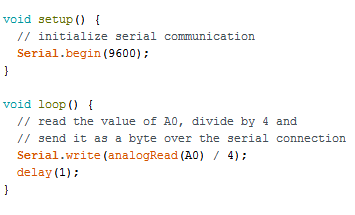 void setup() {
  // initialize serial communication
  Serial.begin(9600);
}

void loop() {
  // read the value of A0, divide by 4 and
  // send it as a byte over the serial connection
  Serial.write(analogRead(A0) / 4);
  delay(1);
}